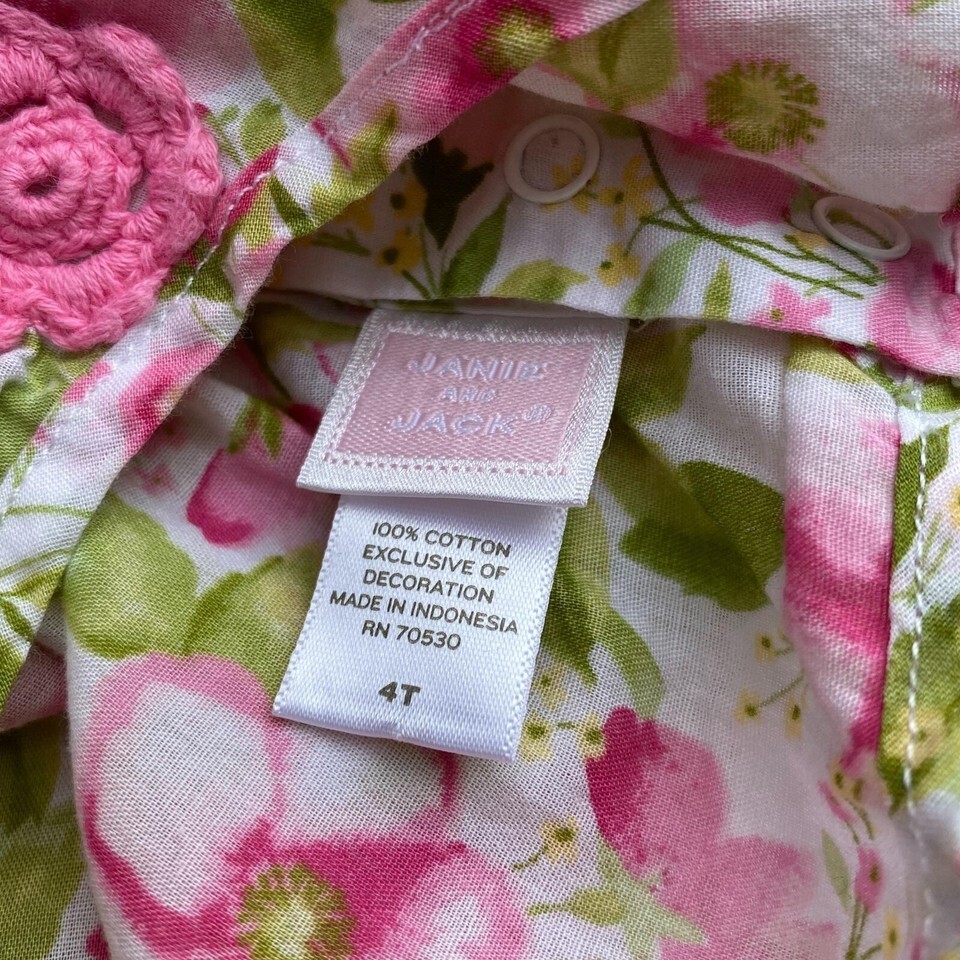 JANIE
AND
JACK®
100% COTTON
EXCLUSIVE OF
DECORATION
MADE IN INDONESIA
RN 70530
4T